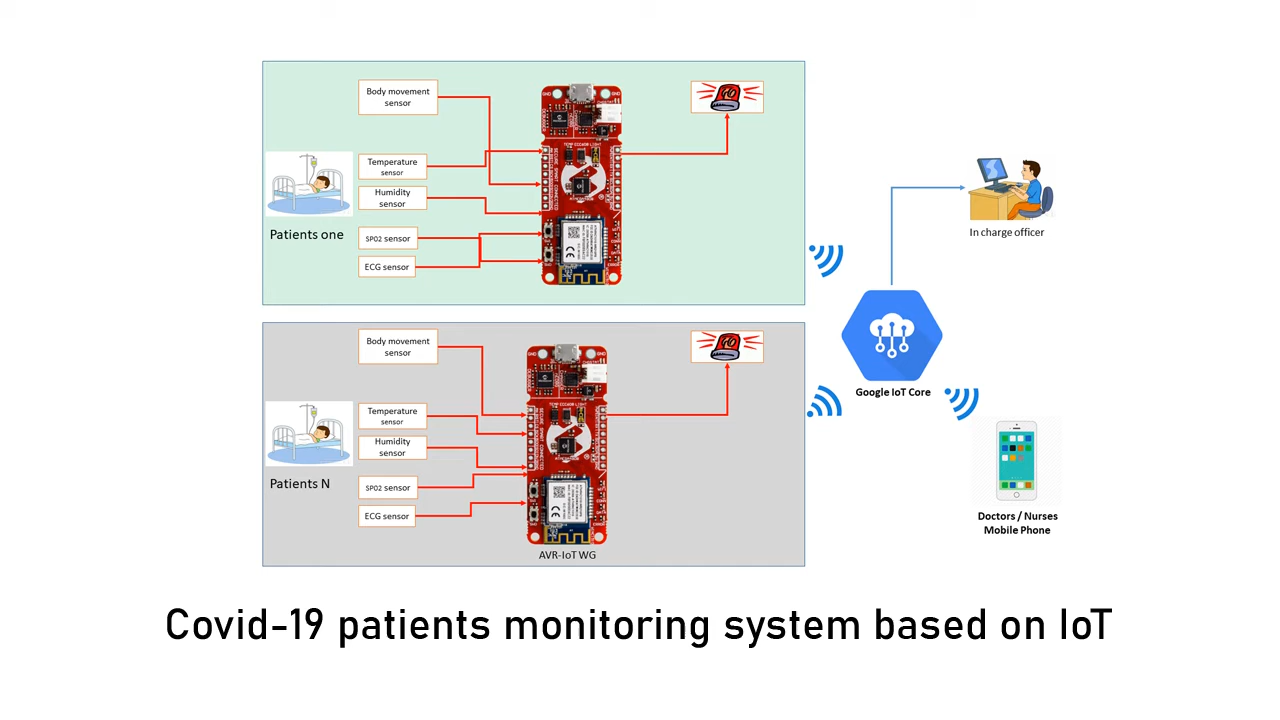 Body movement
sensor
Temperature
sensor
Humidity
sensor
SPO2 sensor
ECG sensor
Patients one
In charge officer
Google IoT Core
Body movement
sensor
Temperature
sensor
Humidity
sensor
SPO2 sensor
ECG sensor
Patients N
AVR-IoT WG
Doctors / Nurses
Mobile Phone
Covid-19 patients monitoring system based on IoT